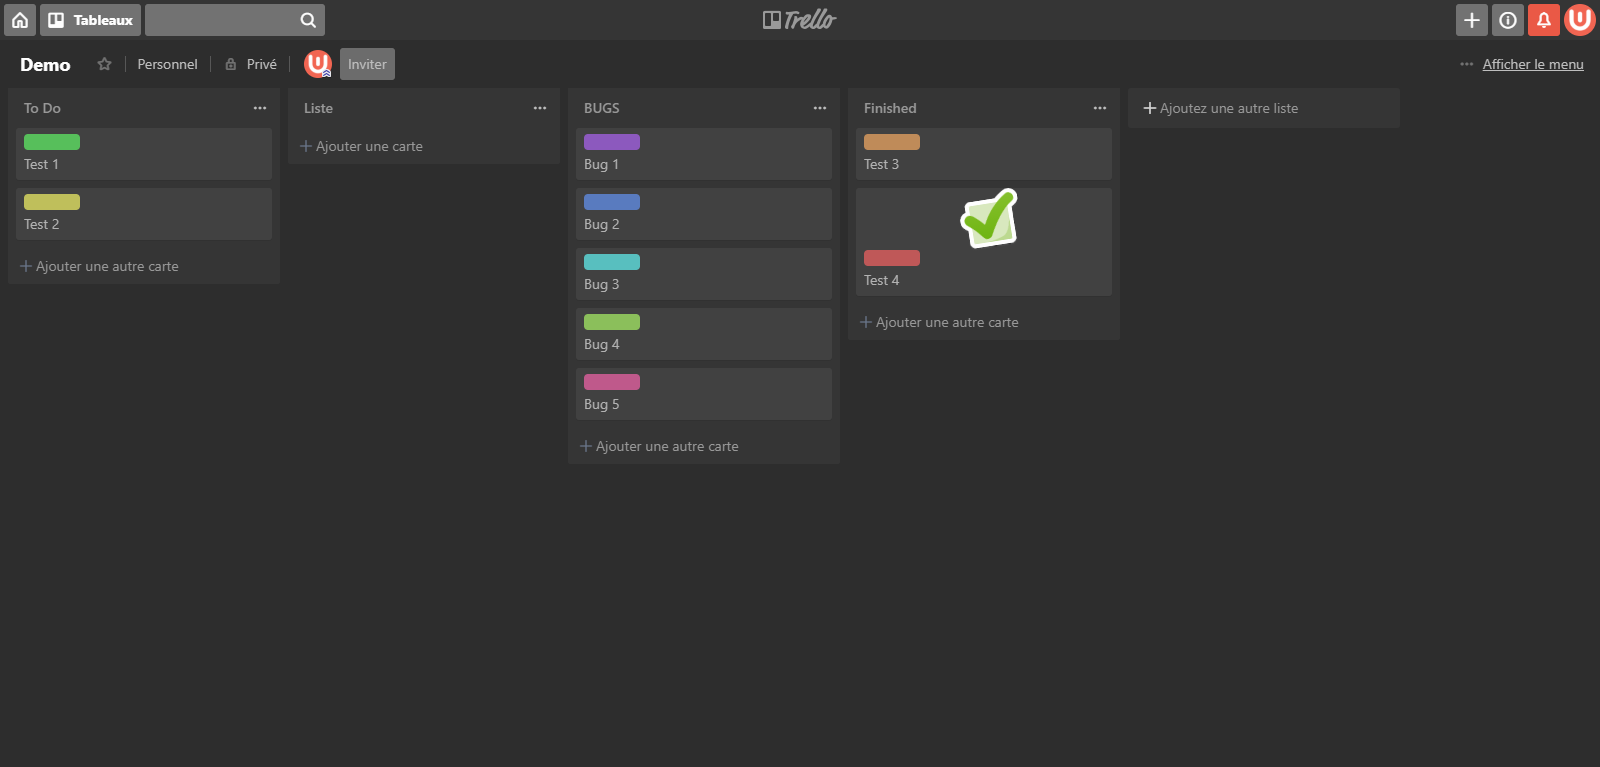 Tableaux
Trello
Demo
Personnel
Privé
Inviter
Afficher le menu
To Do
Test 1
Test 2
Ajouter une autre carte
Liste
Ajouter une carte
BUGS
Bug 1
Bug 2
Bug 3
Bug 4
Bug 5
Ajouter une autre carte
Finished
Test 3
Test 4
Ajouter une autre carte
Ajoutez une autre liste